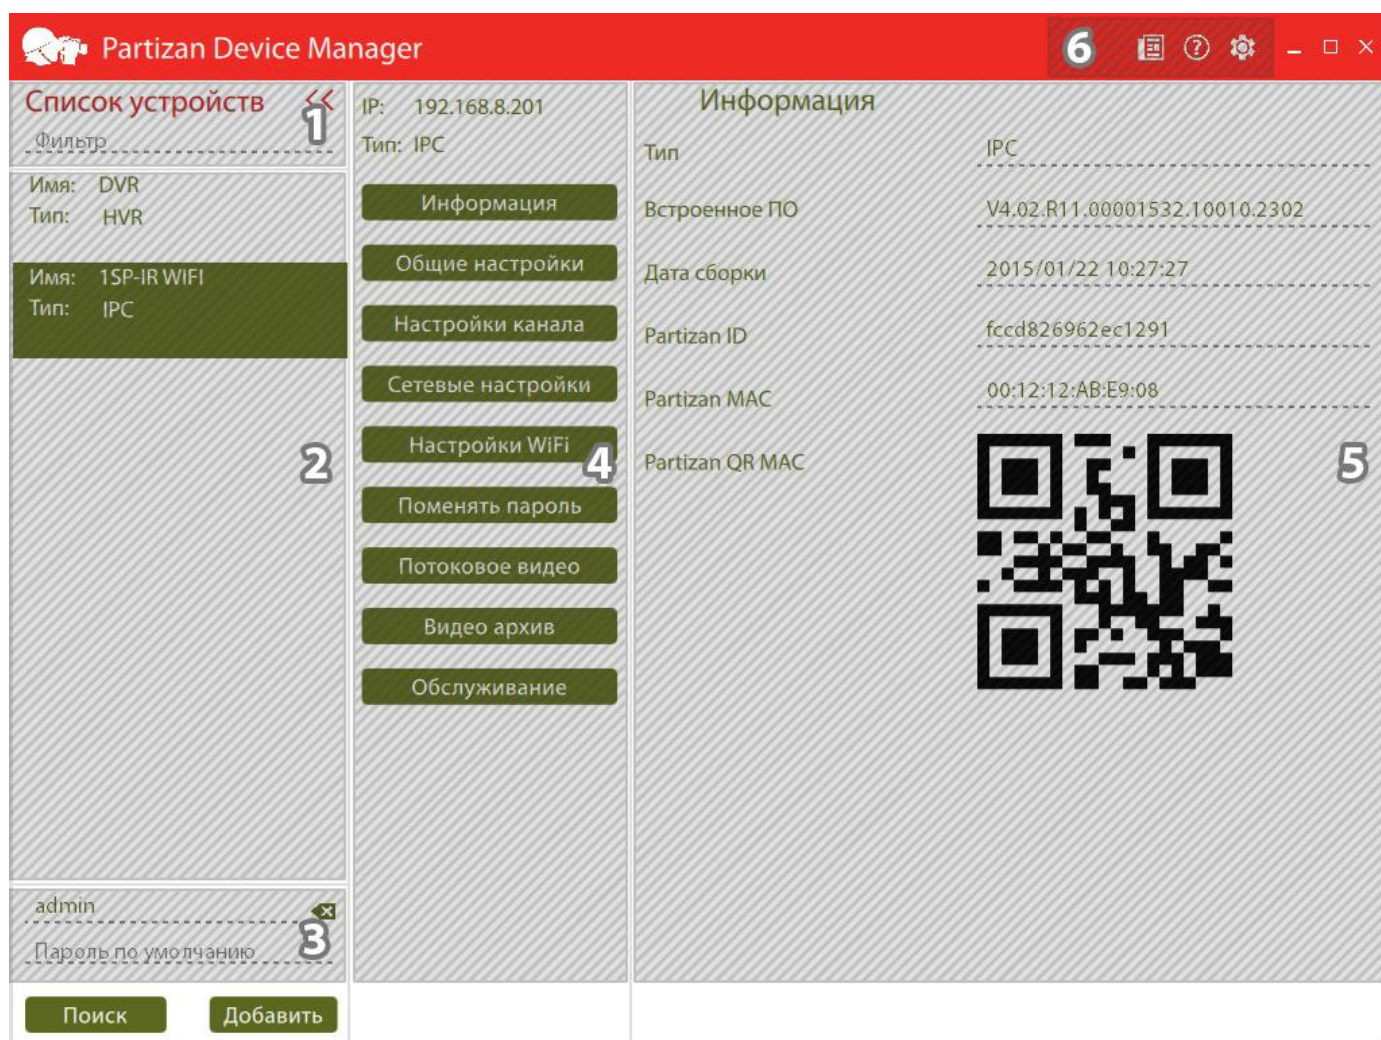 Partizan Device Manager
6
Список устройств
1
Фильтр
Имя: DVR
Тип: HVR
Имя: 1SP-IR WIFI
Тип: IPC
2
admin
Пароль по умолчанию
3
Поиск
Добавить
IP: 192.168.8.201
Тип: IPC
Информация
Общие настройки
Настройки канала
Сетевые настройки
Настройки WiFi
4
Поменять пароль
Потоковое видео
Видео архив
Обслуживание
Информация
Тип IPC
Встроенное ПО V4.02.R11.00001532.10010.2302
Дата сборки 2015/01/22 10:27:27
Partizan ID fccd826962ec1291
Partizan MAC 00:12:12:AB:E9:08
Partizan QR MAC
5